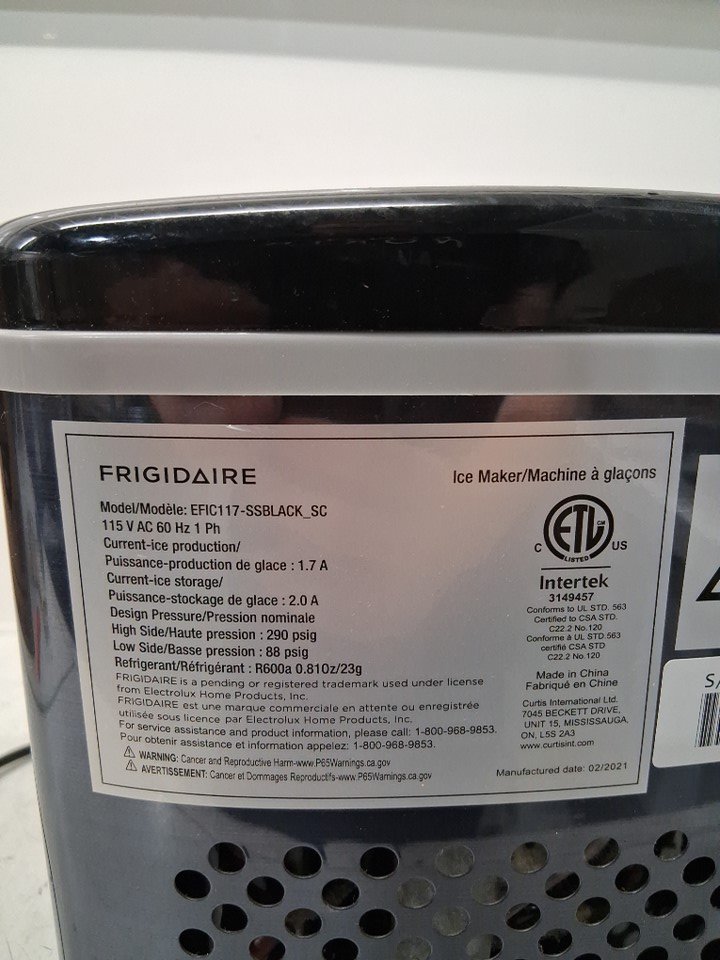 FRIGIDAIRE
Ice Maker/Machine à glaçons
Model/Modèle: EFIC117-SSBLACK_SC
115 V AC 60 Hz 1 Ph
Current-ice production/
Puissance-production de glace : 1.7 A
Current-ice storage/
Puissance-stockage de glace : 2.0 A
Design Pressure/Pression nominale
High Side/Haute pression : 290 psig
Low Side/Basse pression : 88 psig
Refrigerant/Réfrigérant : R600a 0.81oz/23g
FRIGIDAIRE is a pending or registered trademark used under license
from Electrolux Home Products, Inc.
FRIGIDAIRE est une marque commerciale en attente ou enregistrée
utilisée sous licence par Electrolux Home Products, Inc.
For service assistance and product information, please call: 1-800-968-9853.
Pour obtenir assistance et information appelez: 1-800-968-9853.
WARNING: Cancer and Reproductive Harm-www.P65Warnings.ca.gov
AVERTISSEMENT: Cancer et Dommages Reproductifs-www.P65Warnings.ca.gov
ETL CM
LISTED
C US
Intertek
3149457
Conforms to UL STD. 563
Certified to CSA STD.
C22.2 No.120
Conforme à UL STD.563
certifié CSA STD
C22.2 No.120
Made in China
Fabriqué en Chine
Curtis International Ltd.
7045 BECKETT DRIVE,
UNIT 15, MISSISSAUGA.
ON, L5S 2A3
www.curtisint.com
Manufactured date: 02/2021
S/